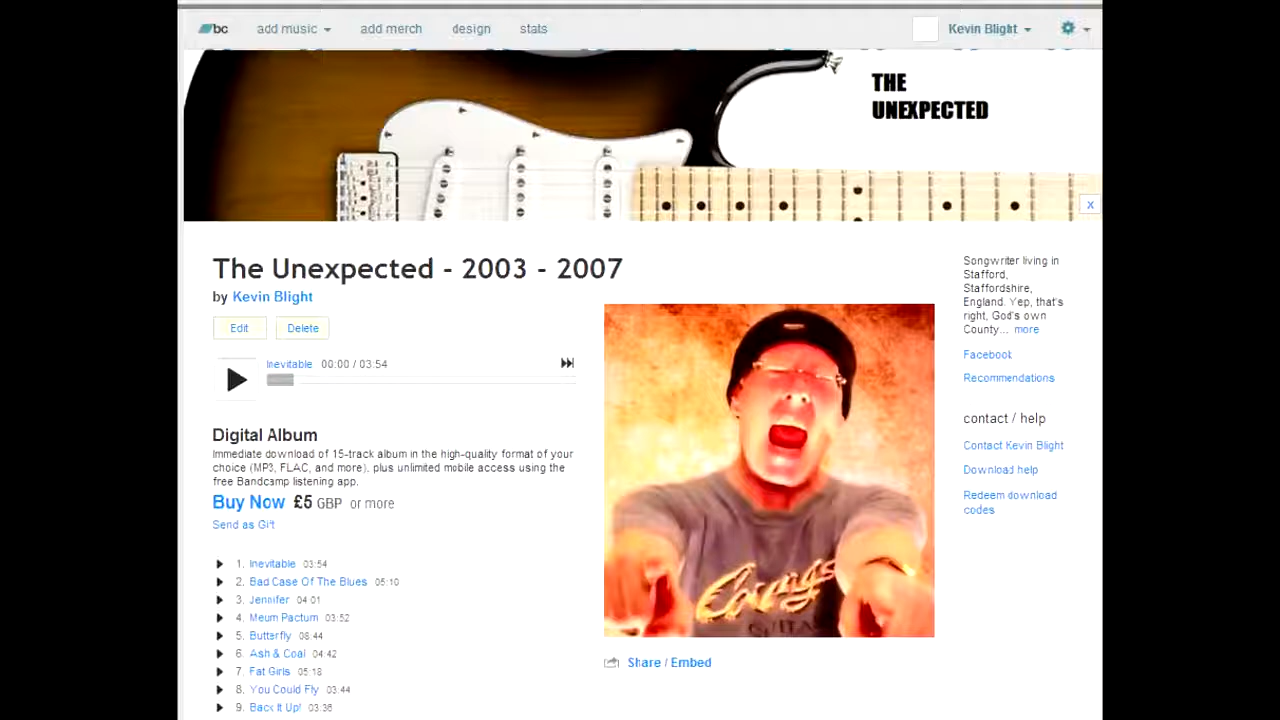 bc add music add merch design stats Kevin Blight
THE
UNEXPECTED
x
The Unexpected - 2003 - 2007
by Kevin Blight
Edit Delete
Inevitable 00:00 / 03:54
Digital Album
Immediate download of 15-track album in the high-quality format of your
choice (MP3, FLAC, and more), plus unlimited mobile access using the
free Bandcamp listening app.
Buy Now £5 GBP or more
Send as Gift
1. Inevitable 03:54
2. Bad Case Of The Blues 05:10
3. Jennifer 04:01
4. Meum Pactum 03:52
5. Butterfly 08:44
6. Ash & Coal 04:42
7. Fat Girls 05:18
8. You Could Fly 03:44
9. Back It Up! 03:36
Share / Embed
Songwriter living in
Stafford,
Staffordshire,
England. Yep, that's
right, God's own
County... more
Facebook
Recommendations
contact / help
Contact Kevin Blight
Download help
Redeem download
codes